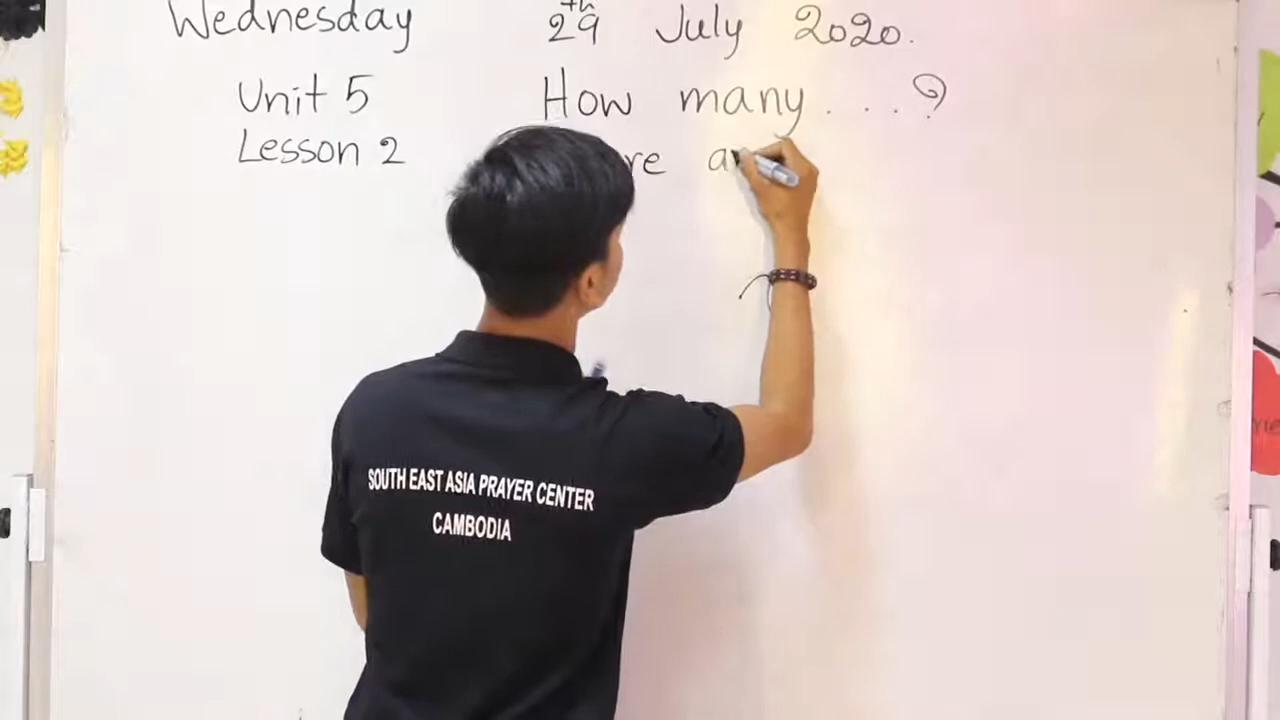 Wednesday 29th July 2020.
Unit 5 How many . . . ?
Lesson 2
SOUTH EAST ASIA PRAYER CENTER
CAMBODIA